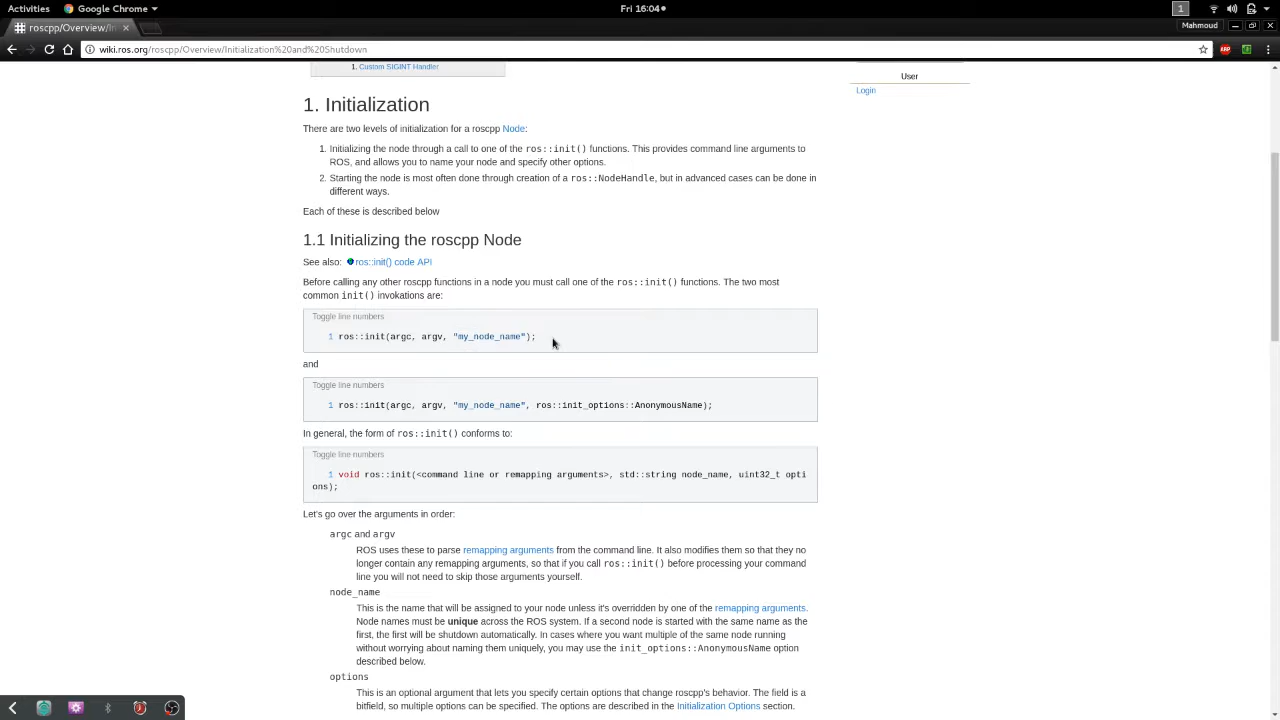 Activities Google Chrome Fri 16:04 1
roscpp/Overview/In Mahmoud
wiki.ros.org/roscpp/Overview/Initialization%20and%20Shutdown ABP
1. Custom SIGINT Handler
User
Login
1. Initialization
There are two levels of initialization for a roscpp Node:
1. Initializing the node through a call to one of the ros::init() functions. This provides command line arguments to
ROS, and allows you to name your node and specify other options.
2. Starting the node is most often done through creation of a ros::NodeHandle, but in advanced cases can be done in
different ways.
Each of these is described below
1.1 Initializing the roscpp Node
See also: ros::init() code API
Before calling any other roscpp functions in a node you must call one of the ros::init() functions. The two most
common init() invokations are:
Toggle line numbers
1 ros::init(argc, argv, "my_node_name");
and
Toggle line numbers
1 ros::init(argc, argv, "my_node_name", ros::init_options::AnonymousName);
In general, the form of ros::init() conforms to:
Toggle line numbers
1 void ros::init(<command line or remapping arguments>, std::string node_name, uint32_t opti
ons);
Let's go over the arguments in order:
argc and argv
ROS uses these to parse remapping arguments from the command line. It also modifies them so that they no
longer contain any remapping arguments, so that if you call ros::init() before processing your command
line you will not need to skip those arguments yourself.
node_name
This is the name that will be assigned to your node unless it's overridden by one of the remapping arguments.
Node names must be unique across the ROS system. If a second node is started with the same name as the
first, the first will be shutdown automatically. In cases where you want multiple of the same node running
without worrying about naming them uniquely, you may use the init_options::AnonymousName option
described below.
options
This is an optional argument that lets you specify certain options that change roscpp's behavior. The field is a
bitfield, so multiple options can be specified. The options are described in the Initialization Options section.